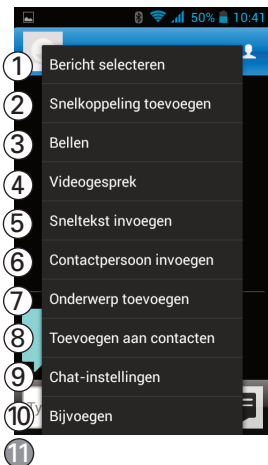 50% 10:41
1 Bericht selecteren
2 Snelkoppeling toevoegen
3 Bellen
4 Videogesprek
5 Sneltekst invoegen
6 Contactpersoon invoegen
7 Onderwerp toevoegen
8 Toevoegen aan contacten
9 Chat-instellingen
10 Bijvoegen
Ty
11